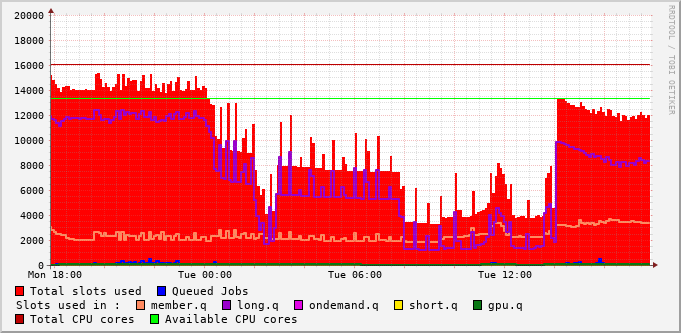 20000
18000
16000
14000
12000
10000
8000
6000
4000
2000
0
Mon 18:00 Tue 00:00 Tue 06:00 Tue 12:00
RRDTOOL / TOBI OETIKER
Total slots used Queued Jobs
Slots used in : member.q long.q ondemand.q short.q gpu.q
Total CPU cores Available CPU cores